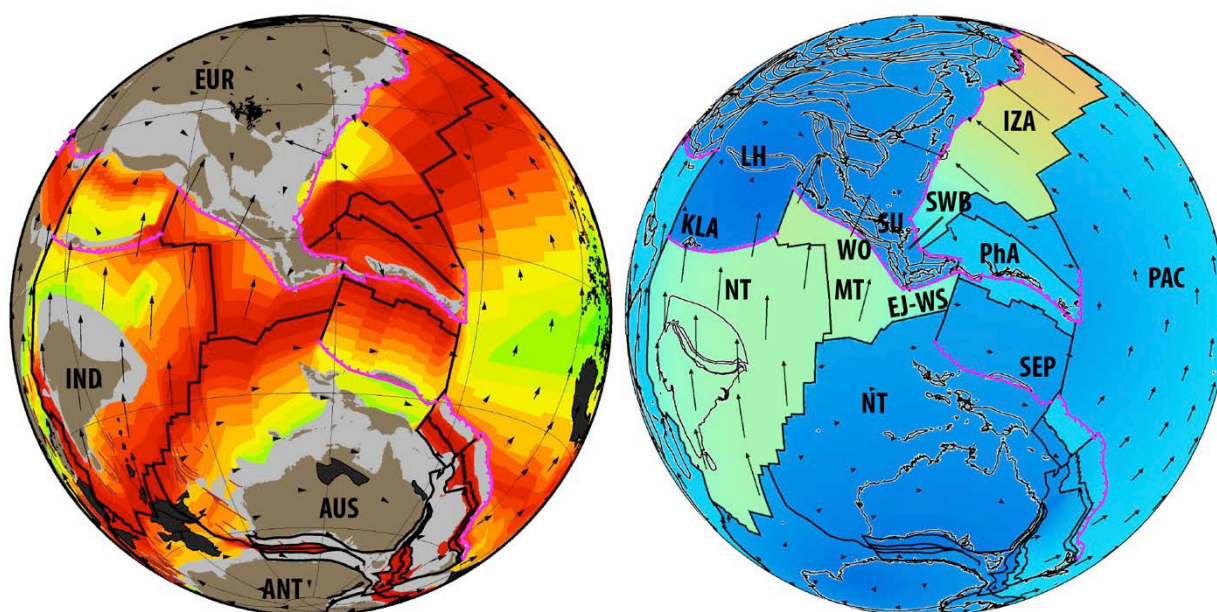 EUR
IND
AUS
ANT
IZA
LH
SWB
SU
KLA
WO
PhA
NT
MT
PAC
EJ-WS
SEP
NT